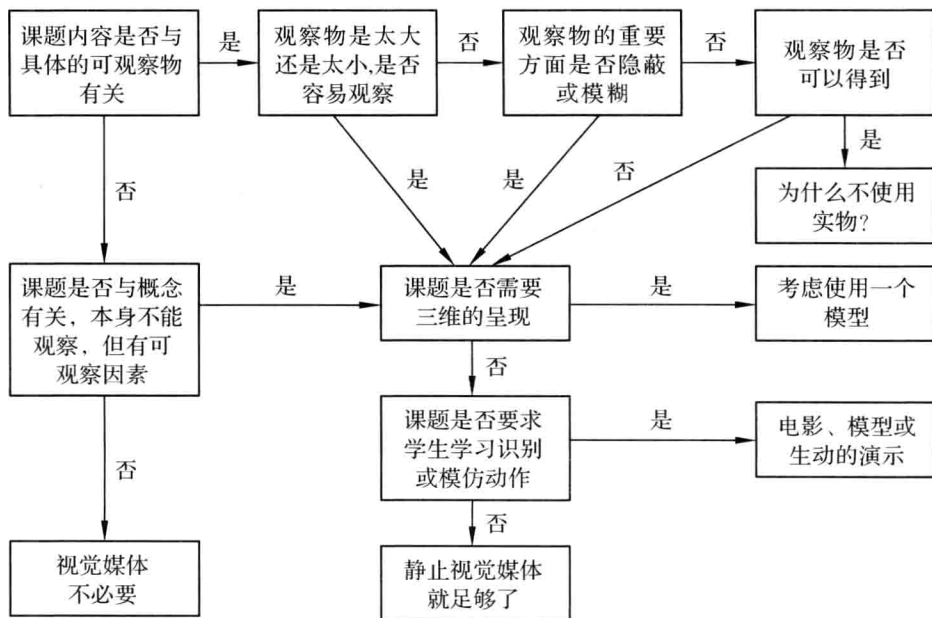 课题内容是否与
具体的可观察物
有关
是
观察物是太大
还是太小,是否
容易观察
否
观察物的重要
方面是否隐蔽
或模糊
否
观察物是否
可以得到
否
是
是
否
是
为什么不使用
实物?
课题是否与概念
有关，本身不能
观察，但有可
观察因素
是
课题是否需要
三维的呈现
是
考虑使用一个
模型
否
否
课题是否要求
学生学习识别
或模仿动作
是
电影、模型或
生动的演示
否
视觉媒体
不必要
静止视觉媒体
就足够了